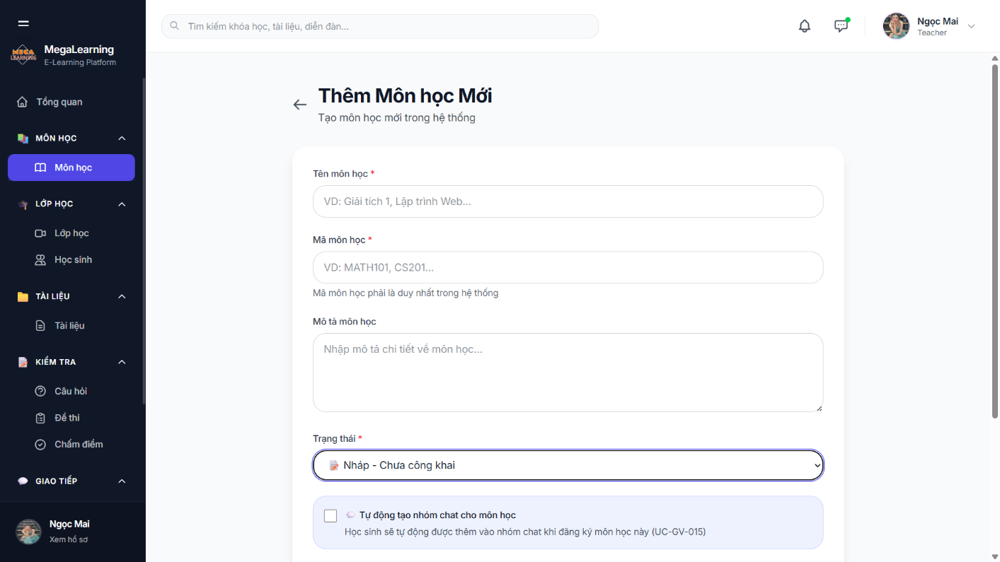 Tìm kiếm khóa học, tài liệu, diễn đàn...
Ngọc Mai
Teacher
MEGA
LEARNING
MegaLearning
E-Learning Platform
Tổng quan
MÔN HỌC
Môn học
LỚP HỌC
Lớp học
Học sinh
TÀI LIỆU
Tài liệu
KIỂM TRA
Câu hỏi
Đề thi
Chấm điểm
GIAO TIẾP
Ngọc Mai
Xem hồ sơ
Thêm Môn học Mới
Tạo môn học mới trong hệ thống
Tên môn học *
VD: Giải tích 1, Lập trình Web...
Mã môn học *
VD: MATH101, CS201...
Mã môn học phải là duy nhất trong hệ thống
Mô tả môn học
Nhập mô tả chi tiết về môn học...
Trạng thái *
Nháp - Chưa công khai
Tự động tạo nhóm chat cho môn học
Học sinh sẽ tự động được thêm vào nhóm chat khi đăng ký môn học này (UC-GV-015)